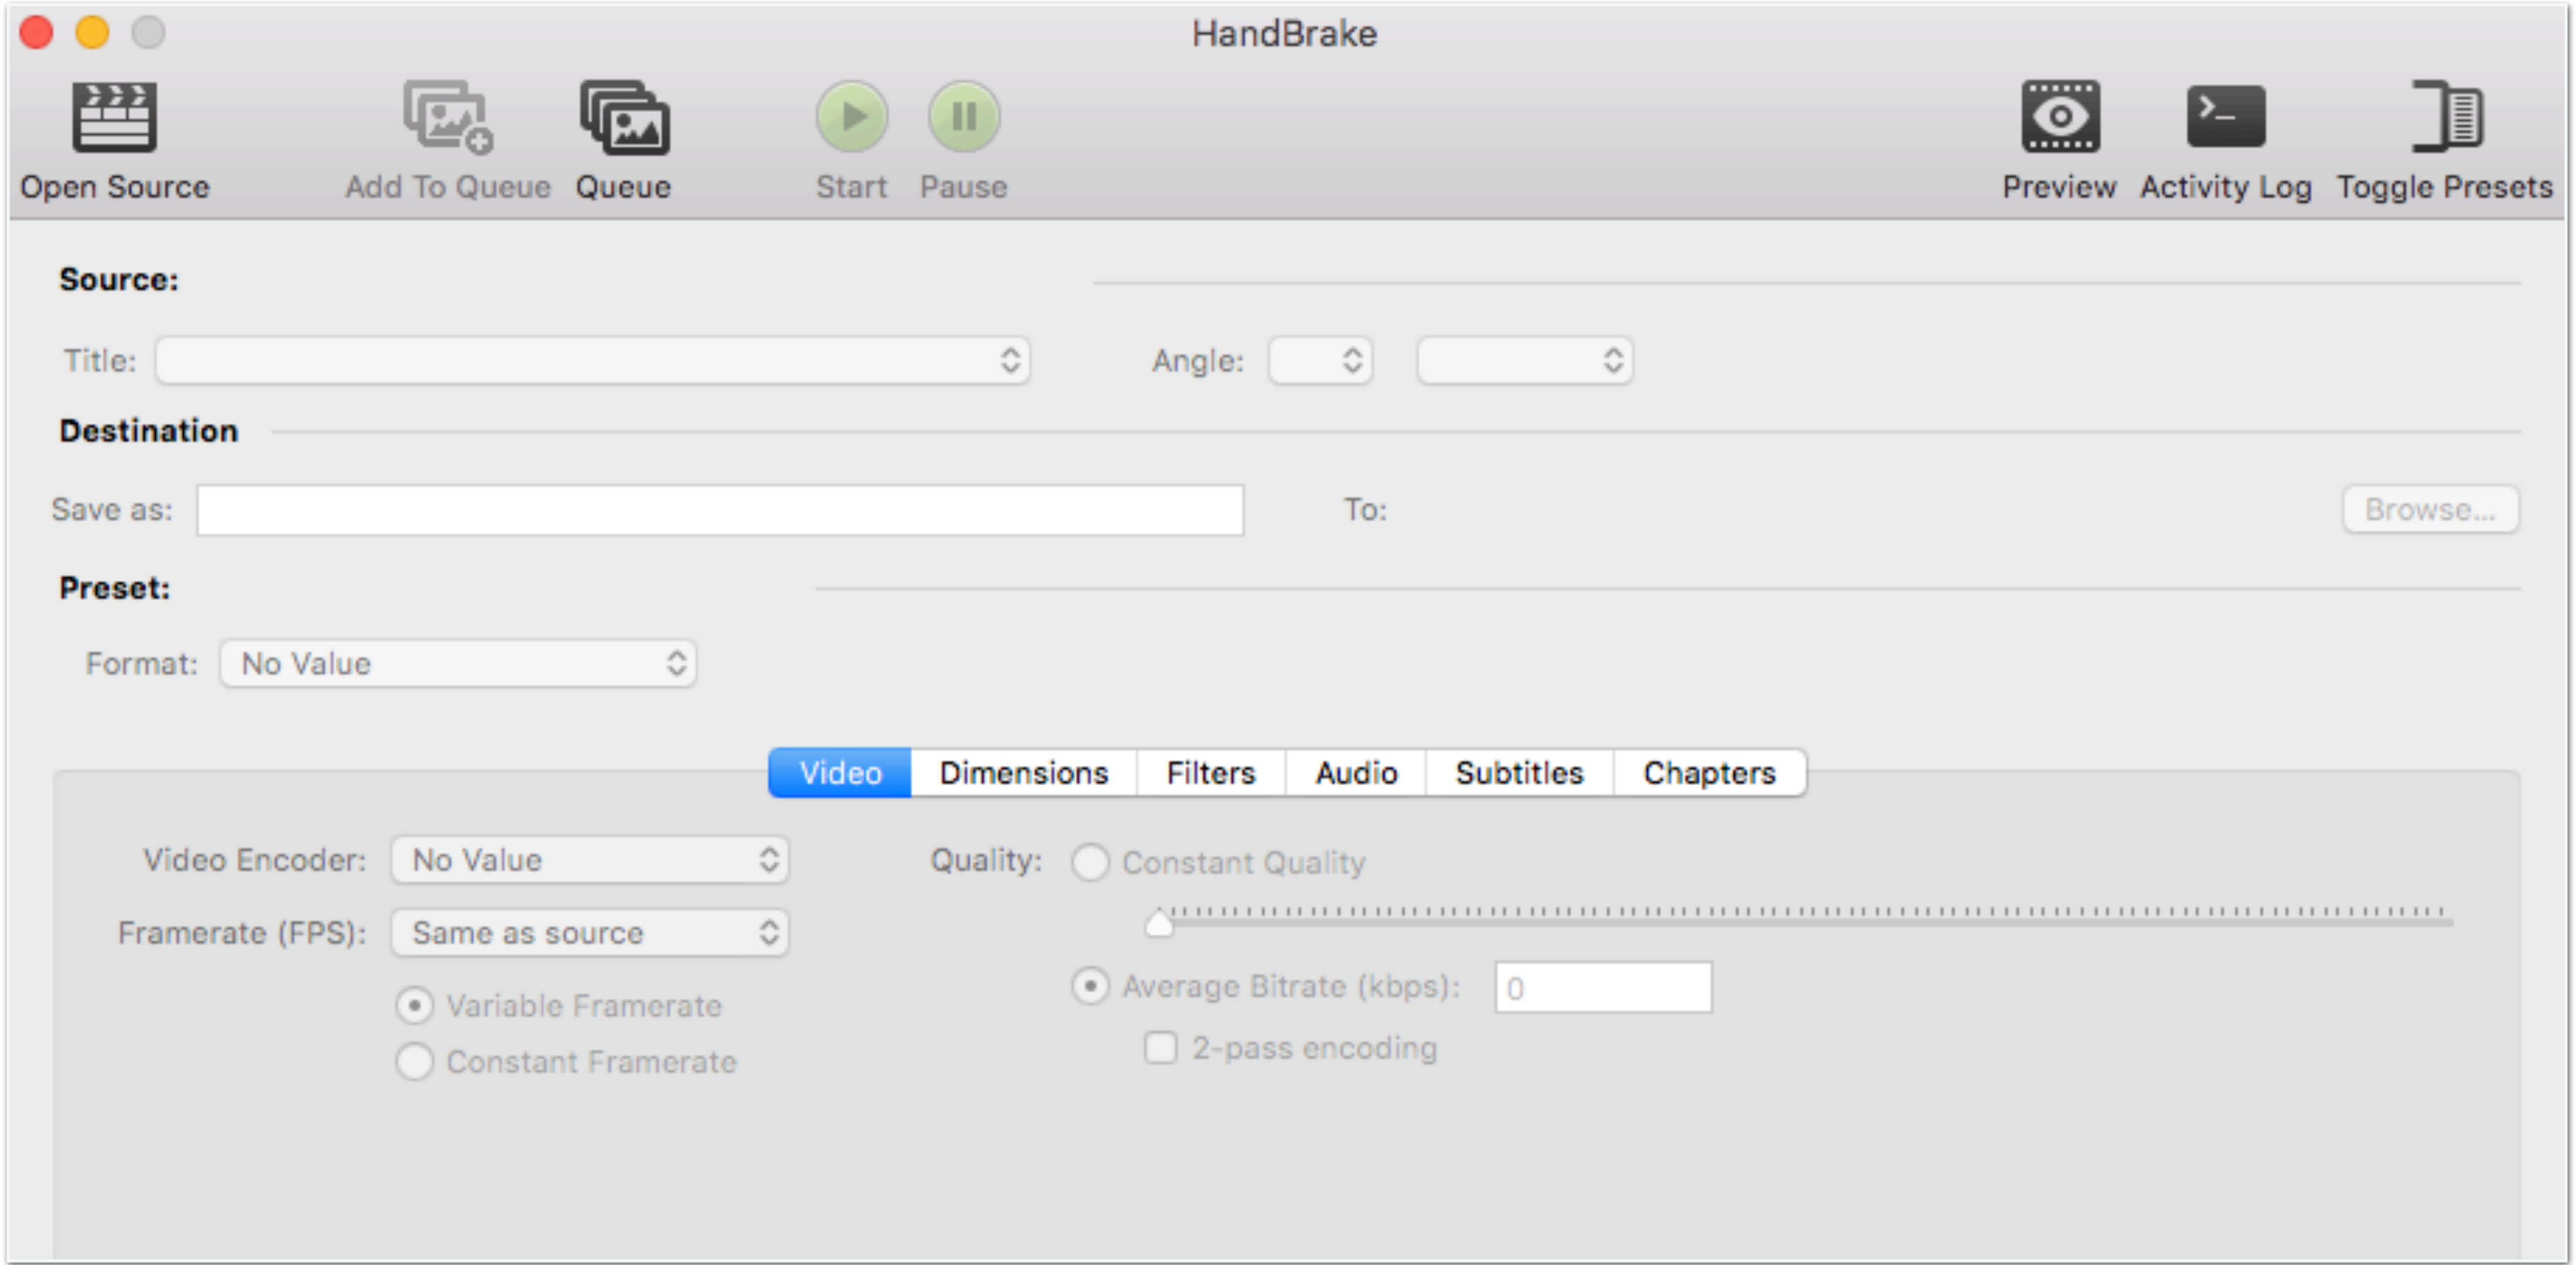 HandBrake
Open Source Add To Queue Queue Start Pause Preview Activity Log Toggle Presets
Source:
Title: Angle:
Destination
Save as: To: Browse...
Preset:
Format: No Value
Video Dimensions Filters Audio Subtitles Chapters
Video Encoder: No Value Quality: Constant Quality
Framerate (FPS): Same as source
Average Bitrate (kbps): 0
Variable Framerate
2-pass encoding
Constant Framerate